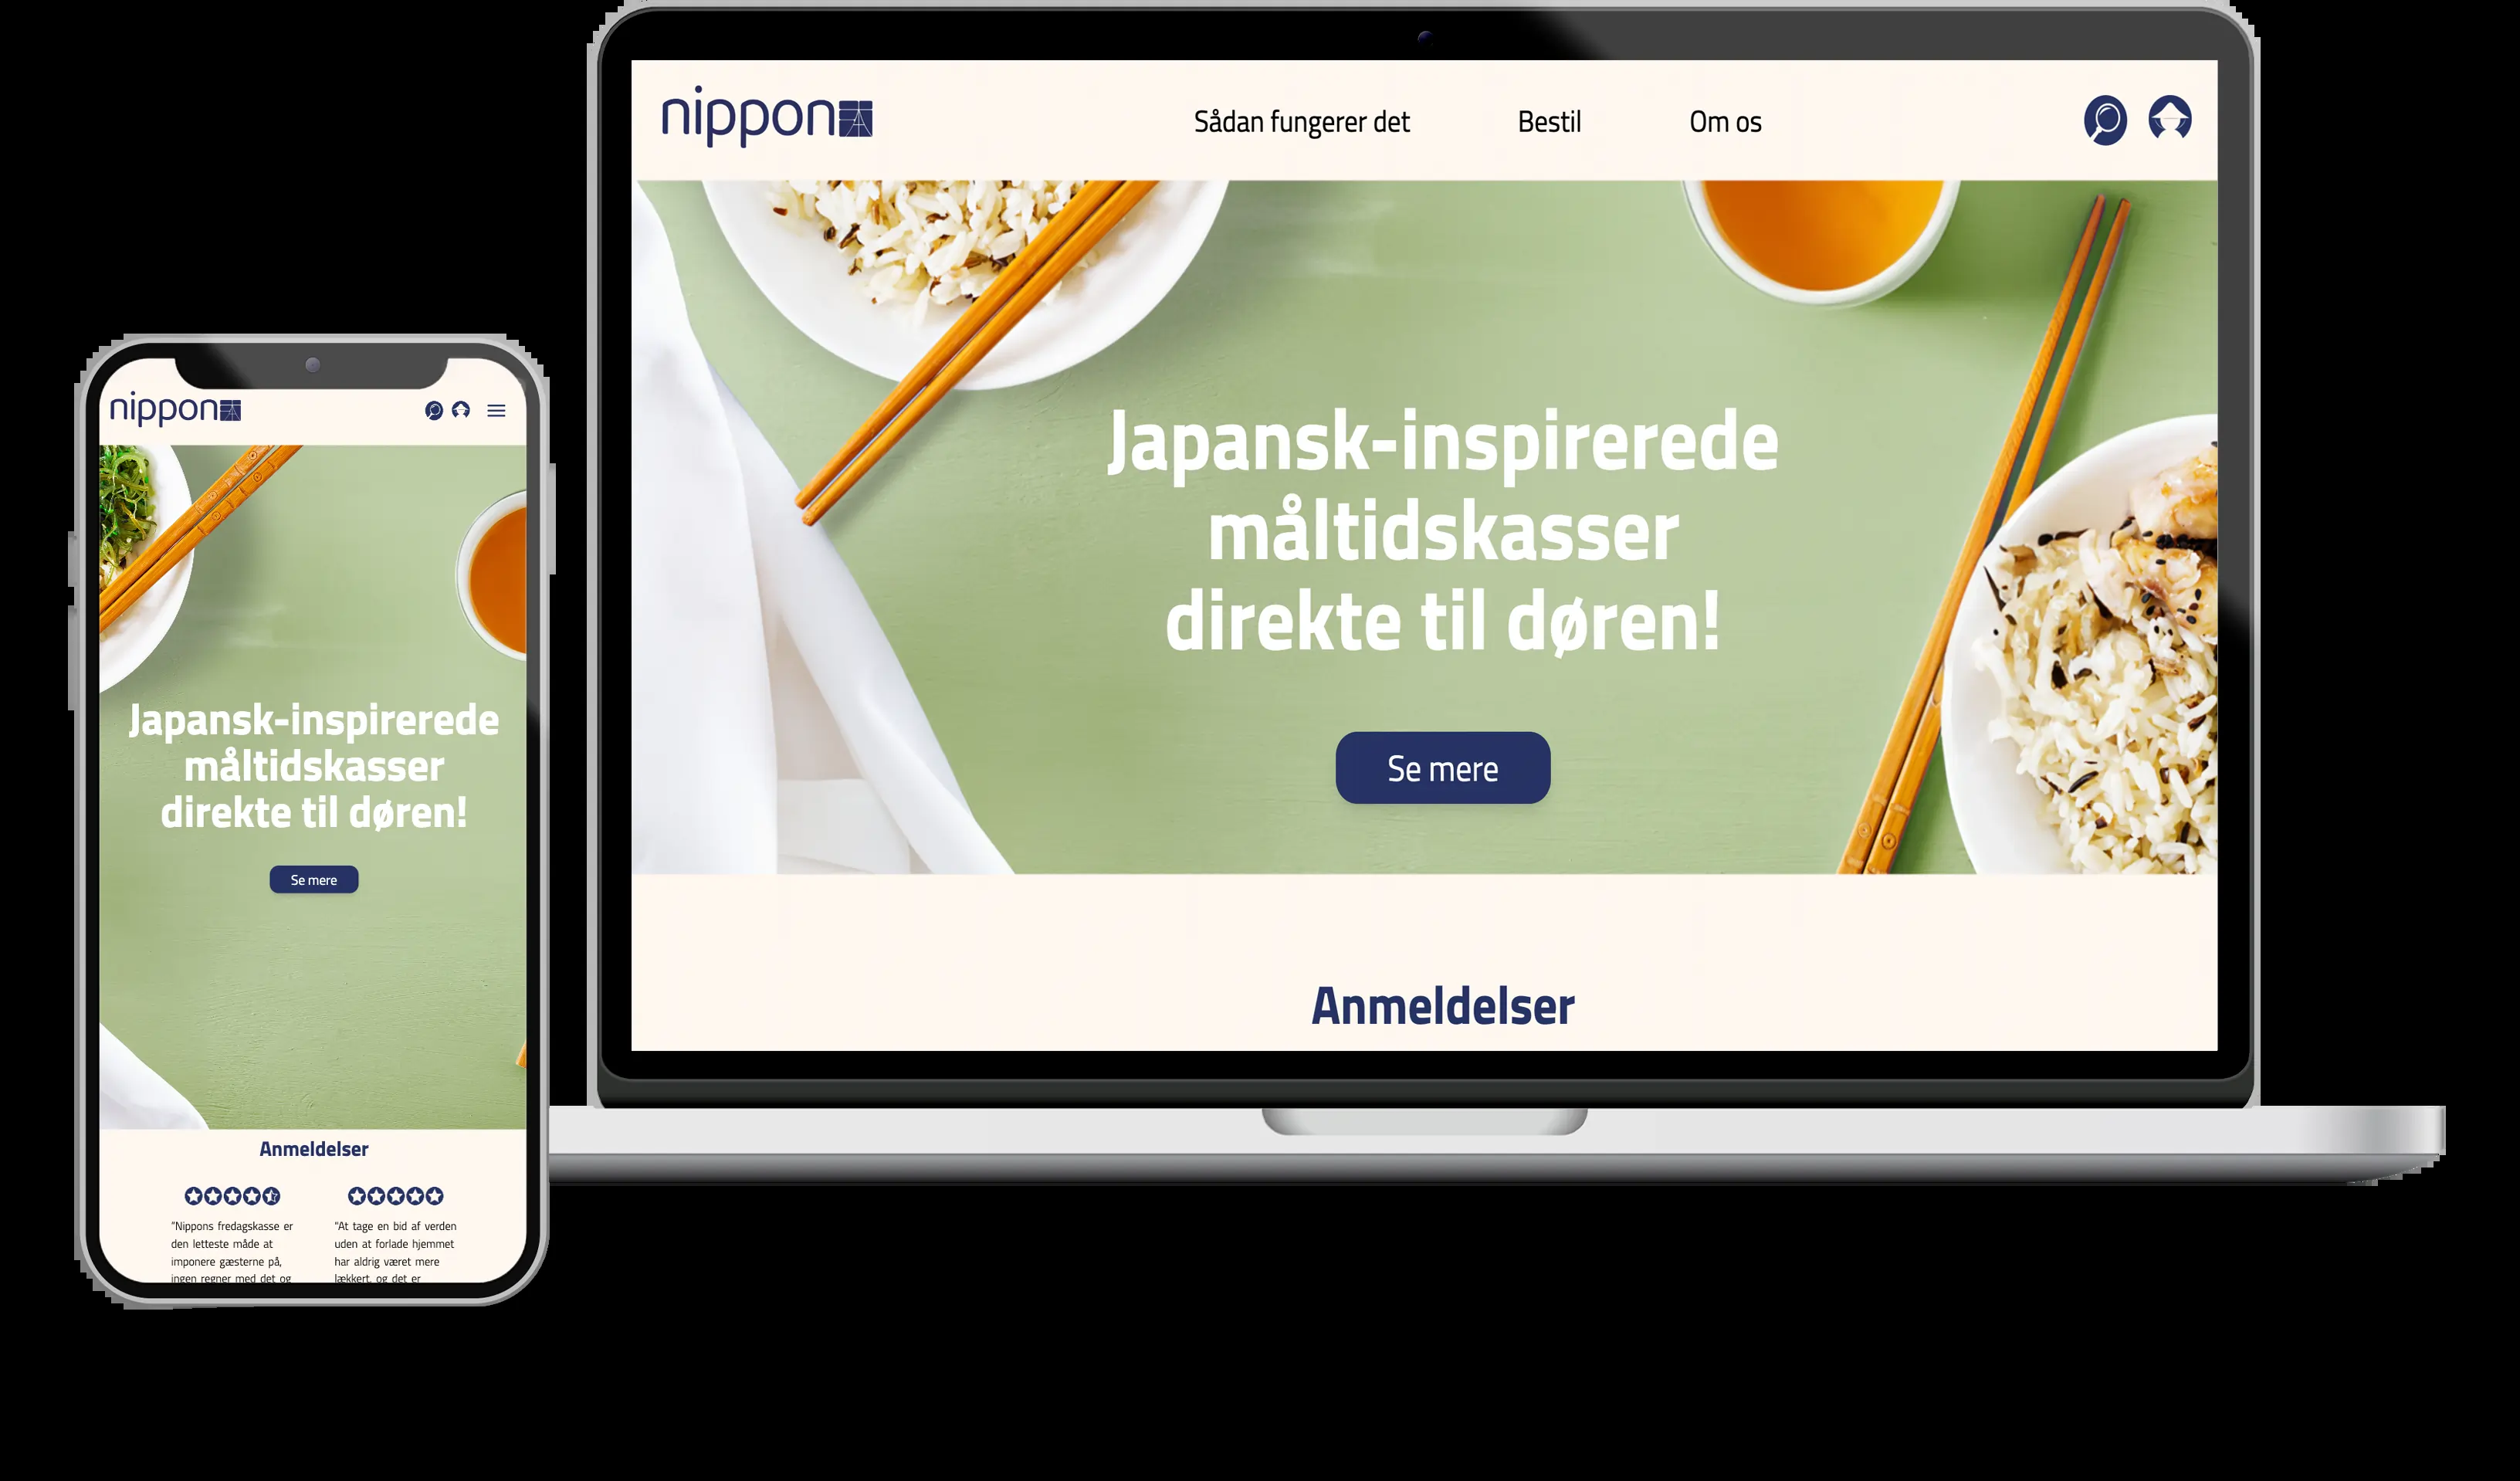 nippon
Sådan fungerer det
Bestil
Om os
Japansk-inspirerede
måltidskasser
direkte til døren!
Se mere
Anmeldelser
nippon
Japansk-inspirerede
måltidskasser
direkte til døren!
Se mere
Anmeldelser
"Nippons fredagskasse er
den letteste måde at
imponere gæsterne på,
ingen regner med det og
"At tage en bid af verden
uden at forlade hjemmet
har aldrig været mere
lækkert, og det er